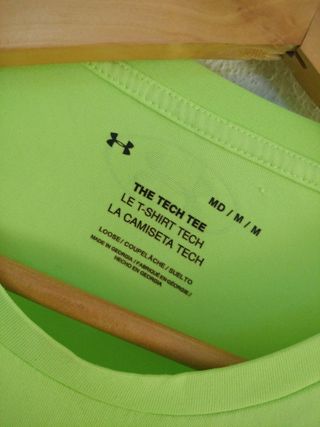 THE TECH TEE
LE T-SHIRT TECH
LA CAMISETA TECH
MD / M / M
LOOSE / COUPE LÂCHE / SUELTO
MADE IN GEORGIA / FABRIQUÉ EN GEORGIE /
HECHO EN GEORGIA